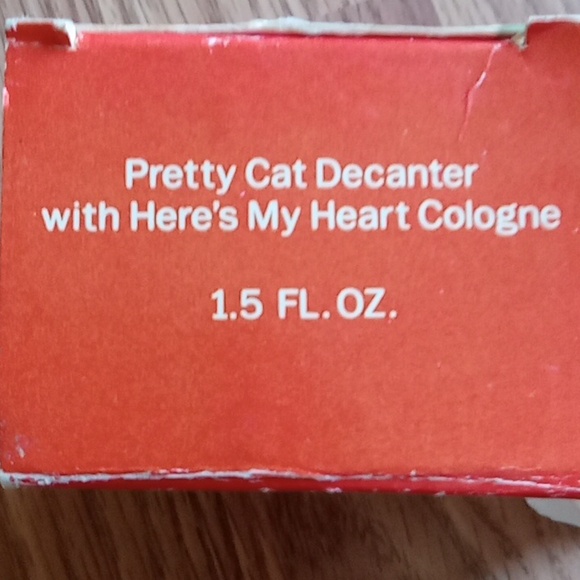 Pretty Cat Decanter
with Here's My Heart Cologne
1.5 FL. OZ.